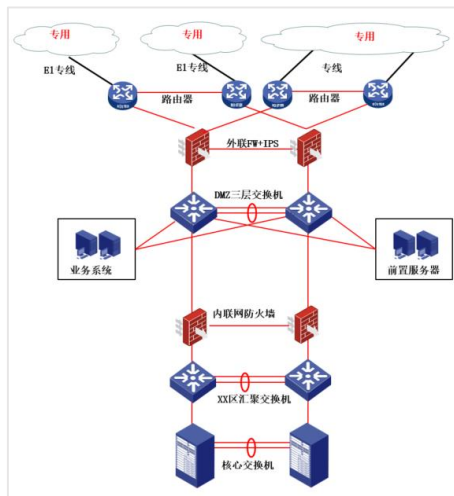 专用
专用
专用
E1专线
E1专线
专线
路由器
路由器
外联FW+IPS
DMZ三层交换机
业务系统
前置服务器
内联网防火墙
XX区汇聚交换机
核心交换机